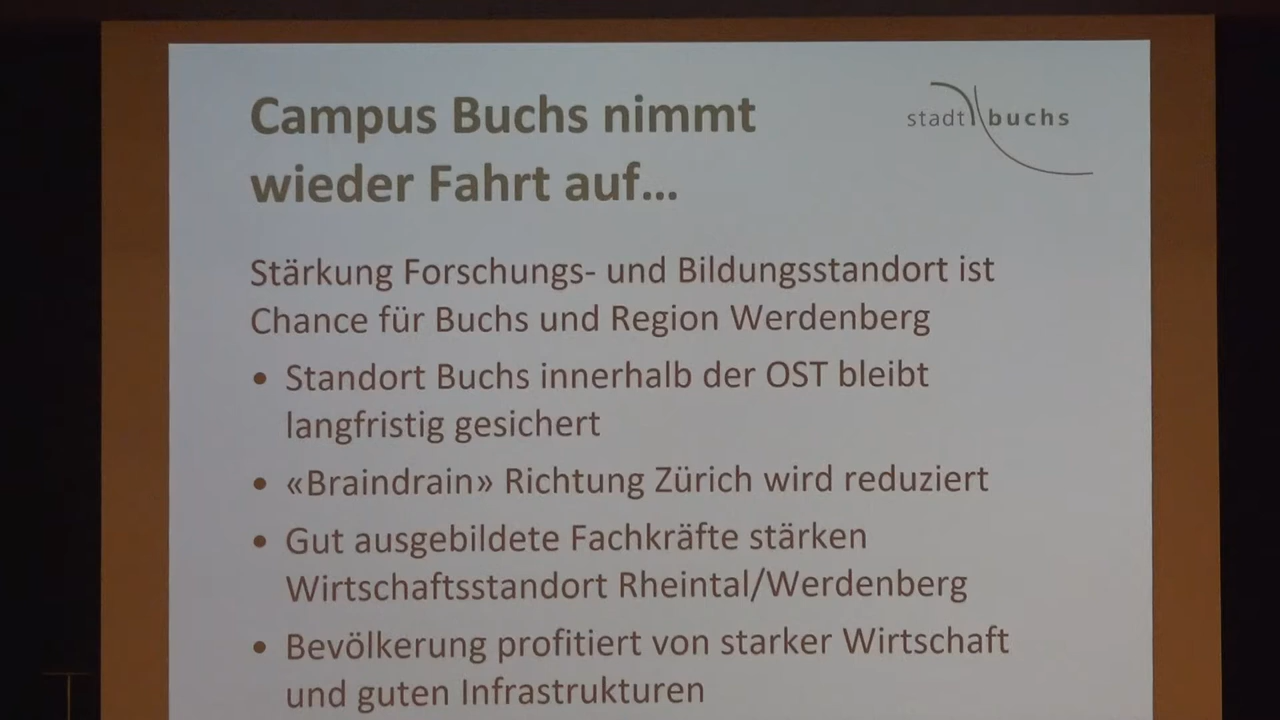 Campus Buchs nimmt
wieder Fahrt auf...
stadt buchs
Stärkung Forschungs- und Bildungsstandort ist
Chance für Buchs und Region Werdenberg
• Standort Buchs innerhalb der OST bleibt
langfristig gesichert
• «Braindrain» Richtung Zürich wird reduziert
• Gut ausgebildete Fachkräfte stärken
Wirtschaftsstandort Rheintal/Werdenberg
• Bevölkerung profitiert von starker Wirtschaft
und guten Infrastrukturen